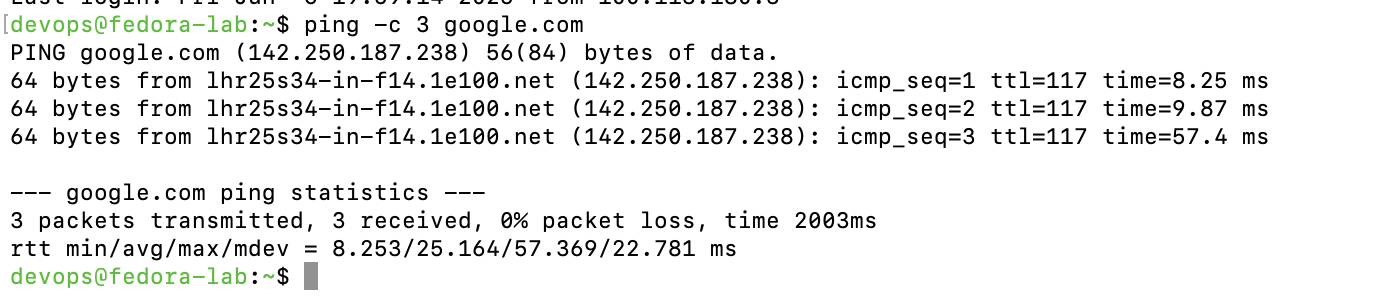 devops@fedora-lab:~$ ping -c 3 google.com
PING google.com (142.250.187.238) 56(84) bytes of data.
64 bytes from lhr25s34-in-f14.1e100.net (142.250.187.238): icmp_seq=1 ttl=117 time=8.25 ms
64 bytes from lhr25s34-in-f14.1e100.net (142.250.187.238): icmp_seq=2 ttl=117 time=9.87 ms
64 bytes from lhr25s34-in-f14.1e100.net (142.250.187.238): icmp_seq=3 ttl=117 time=57.4 ms

--- google.com ping statistics ---
3 packets transmitted, 3 received, 0% packet loss, time 2003ms
rtt min/avg/max/mdev = 8.253/25.164/57.369/22.781 ms
devops@fedora-lab:~$